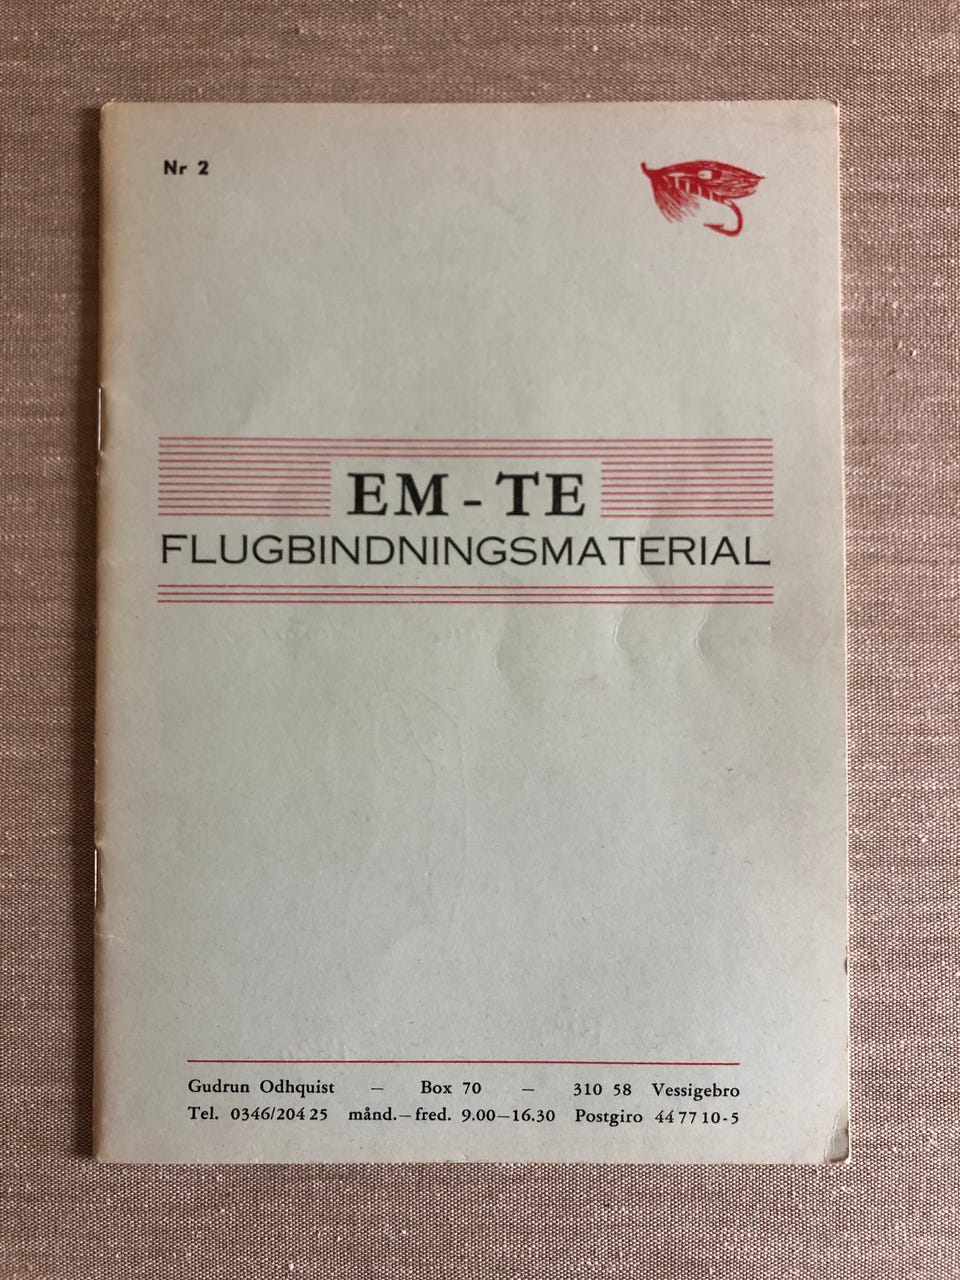 Nr 2
EM - TE
FLUGBINDNINGSMATERIAL
Gudrun Odhquist — Box 70 — 310 58 Vessigebro
Tel. 0346/204 25 månd.—fred. 9.00—16.30 Postgiro 44 77 10-5